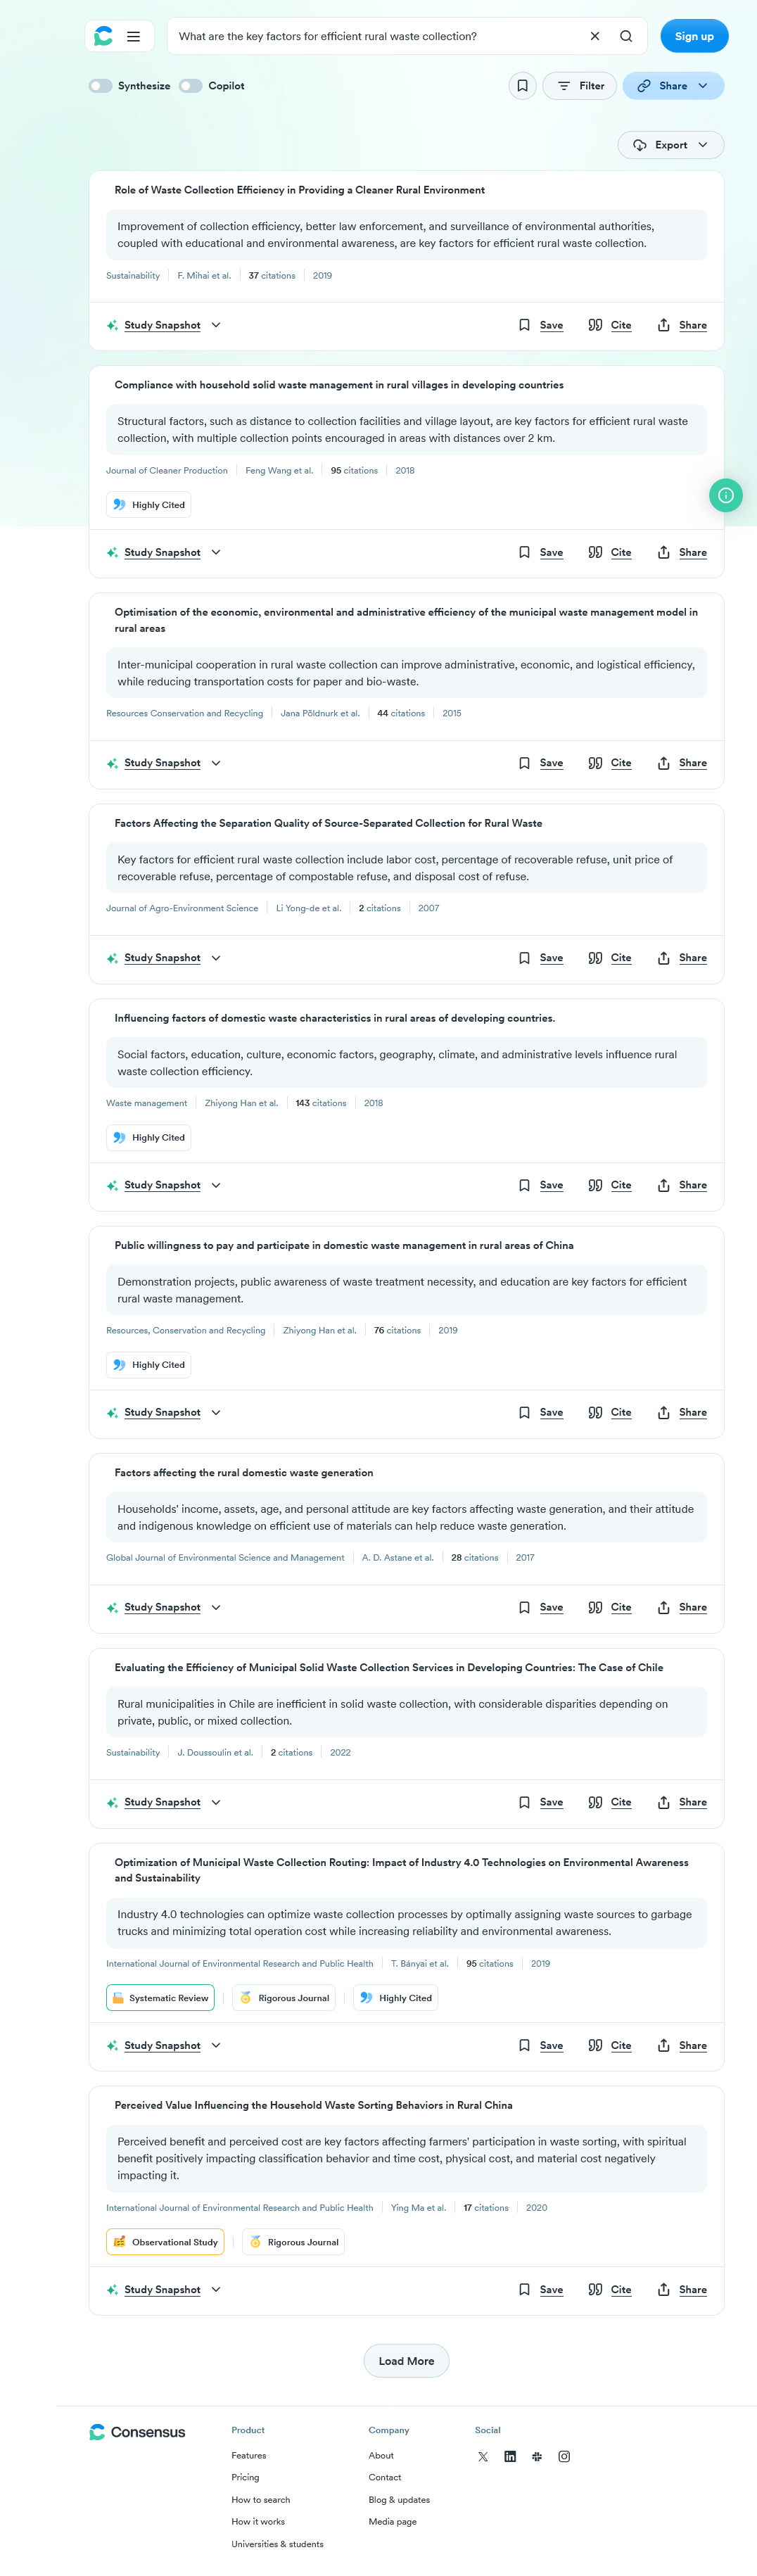 What are the key factors for efficient rural waste collection?
Sign up
Synthesize Copilot Filter Share
Export
Role of Waste Collection Efficiency in Providing a Cleaner Rural Environment
Improvement of collection efficiency, better law enforcement, and surveillance of environmental authorities,
coupled with educational and environmental awareness, are key factors for efficient rural waste collection.
Sustainability F. Mihai et al. 37 citations 2019
Study Snapshot Save Cite Share
Compliance with household solid waste management in rural villages in developing countries
Structural factors, such as distance to collection facilities and village layout, are key factors for efficient rural waste
collection, with multiple collection points encouraged in areas with distances over 2 km.
Journal of Cleaner Production Feng Wang et al. 95 citations 2018
Highly Cited
Study Snapshot Save Cite Share
Optimisation of the economic, environmental and administrative efficiency of the municipal waste management model in
rural areas
Inter-municipal cooperation in rural waste collection can improve administrative, economic, and logistical efficiency,
while reducing transportation costs for paper and bio-waste.
Resources Conservation and Recycling Jana Põldnurk et al. 44 citations 2015
Study Snapshot Save Cite Share
Factors Affecting the Separation Quality of Source-Separated Collection for Rural Waste
Key factors for efficient rural waste collection include labor cost, percentage of recoverable refuse, unit price of
recoverable refuse, percentage of compostable refuse, and disposal cost of refuse.
Journal of Agro-Environment Science Li Yong-de et al. 2 citations 2007
Study Snapshot Save Cite Share
Influencing factors of domestic waste characteristics in rural areas of developing countries.
Social factors, education, culture, economic factors, geography, climate, and administrative levels influence rural
waste collection efficiency.
Waste management Zhiyong Han et al. 143 citations 2018
Highly Cited
Study Snapshot Save Cite Share
Public willingness to pay and participate in domestic waste management in rural areas of China
Demonstration projects, public awareness of waste treatment necessity, and education are key factors for efficient
rural waste management.
Resources, Conservation and Recycling Zhiyong Han et al. 76 citations 2019
Highly Cited
Study Snapshot Save Cite Share
Factors affecting the rural domestic waste generation
Households' income, assets, age, and personal attitude are key factors affecting waste generation, and their attitude
and indigenous knowledge on efficient use of materials can help reduce waste generation.
Global Journal of Environmental Science and Management A. D. Astane et al. 28 citations 2017
Study Snapshot Save Cite Share
Evaluating the Efficiency of Municipal Solid Waste Collection Services in Developing Countries: The Case of Chile
Rural municipalities in Chile are inefficient in solid waste collection, with considerable disparities depending on
private, public, or mixed collection.
Sustainability J. Doussoulin et al. 2 citations 2022
Study Snapshot Save Cite Share
Optimization of Municipal Waste Collection Routing: Impact of Industry 4.0 Technologies on Environmental Awareness
and Sustainability
Industry 4.0 technologies can optimize waste collection processes by optimally assigning waste sources to garbage
trucks and minimizing total operation cost while increasing reliability and environmental awareness.
International Journal of Environmental Research and Public Health T. Bányai et al. 95 citations 2019
Systematic Review Rigorous Journal Highly Cited
Study Snapshot Save Cite Share
Perceived Value Influencing the Household Waste Sorting Behaviors in Rural China
Perceived benefit and perceived cost are key factors affecting farmers' participation in waste sorting, with spiritual
benefit positively impacting classification behavior and time cost, physical cost, and material cost negatively
impacting it.
International Journal of Environmental Research and Public Health Ying Ma et al. 17 citations 2020
Observational Study Rigorous Journal
Study Snapshot Save Cite Share
Load More
Consensus Product Company Social
Features About
Pricing Contact
How to search Blog & updates
How it works Media page
Universities & students